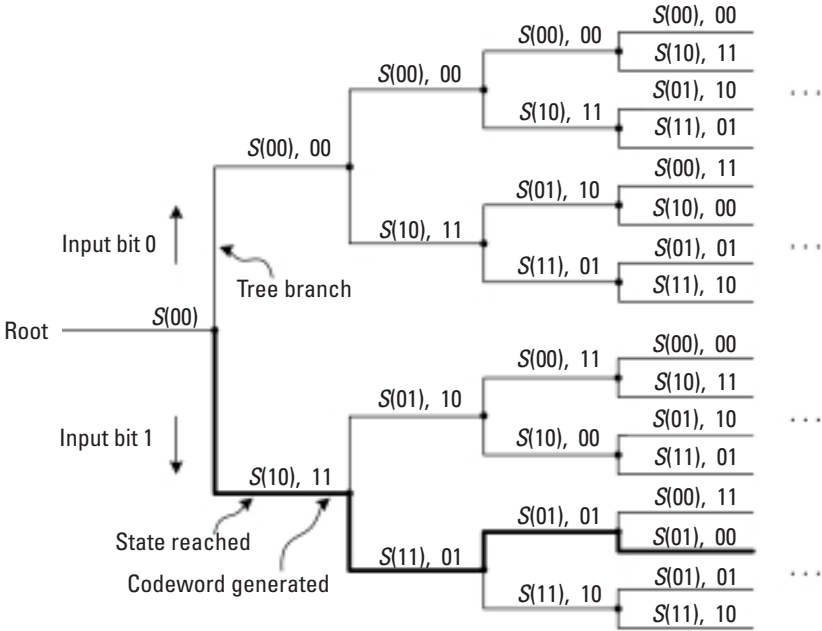 S(00), 00
S(00), 00
S(10), 11
S(00), 00
S(01), 10
. . .
S(10), 11
S(11), 01
S(00), 00
S(00), 11
S(01), 10
S(10), 00
Input bit 0
S(10), 11
S(01), 01
. . .
S(11), 01
S(11), 10
Tree branch
Root
S(00)
S(00), 00
S(00), 11
S(10), 11
S(01), 10
S(01), 10
. . .
Input bit 1
S(10), 00
S(11), 01
S(10), 11
S(00), 11
S(01), 01
S(01), 00
State reached
S(11), 01
S(01), 01
. . .
Codeword generated
S(11), 10
S(11), 10